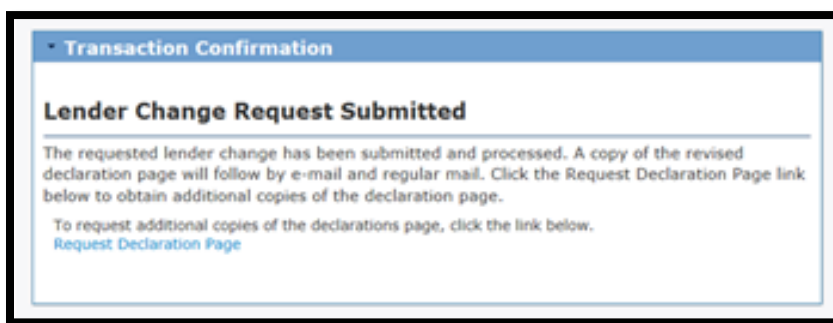 Transaction Confirmation
Lender Change Request Submitted
The requested lender change has been submitted and processed. A copy of the revised
declaration page will follow by e-mail and regular mail. Click the Request Declaration Page link
below to obtain additional copies of the declaration page.
To request additional copies of the declarations page, click the link below.
Request Declaration Page